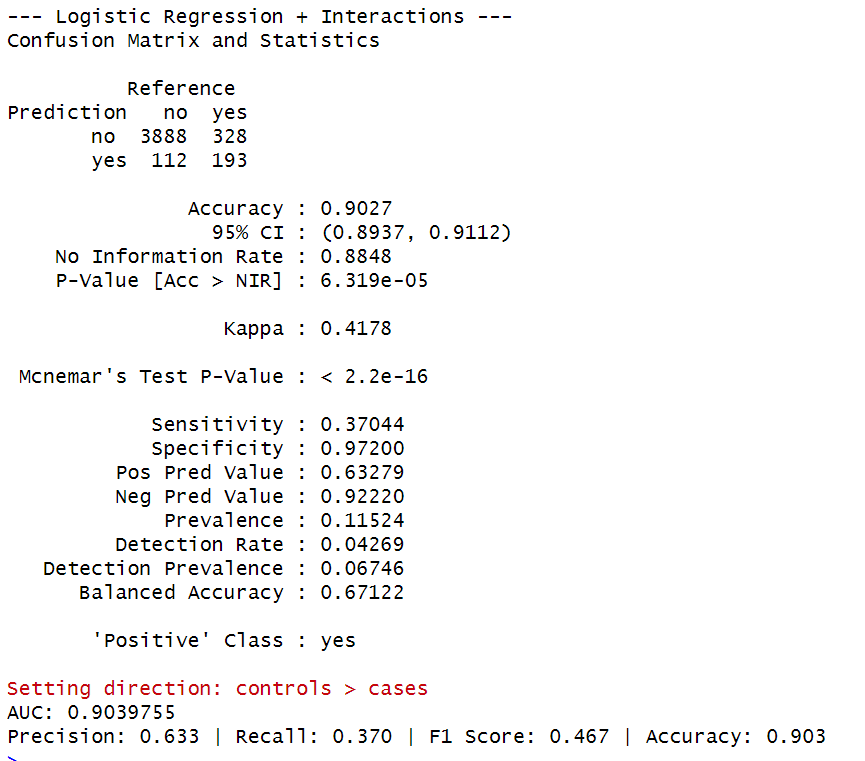 --- Logistic Regression + Interactions ---
Confusion Matrix and Statistics
Reference
Prediction no yes
no 3888 328
yes 112 193
Accuracy : 0.9027
95% CI : (0.8937, 0.9112)
No Information Rate : 0.8848
P-Value [Acc > NIR] : 6.319e-05
Kappa : 0.4178
Mcnemar's Test P-Value : < 2.2e-16
Sensitivity : 0.37044
Specificity : 0.97200
Pos Pred Value : 0.63279
Neg Pred Value : 0.92220
Prevalence : 0.11524
Detection Rate : 0.04269
Detection Prevalence : 0.06746
Balanced Accuracy : 0.67122
'Positive' Class : yes
Setting direction: controls > cases
AUC: 0.9039755
Precision: 0.633 | Recall: 0.370 | F1 Score: 0.467 | Accuracy: 0.903